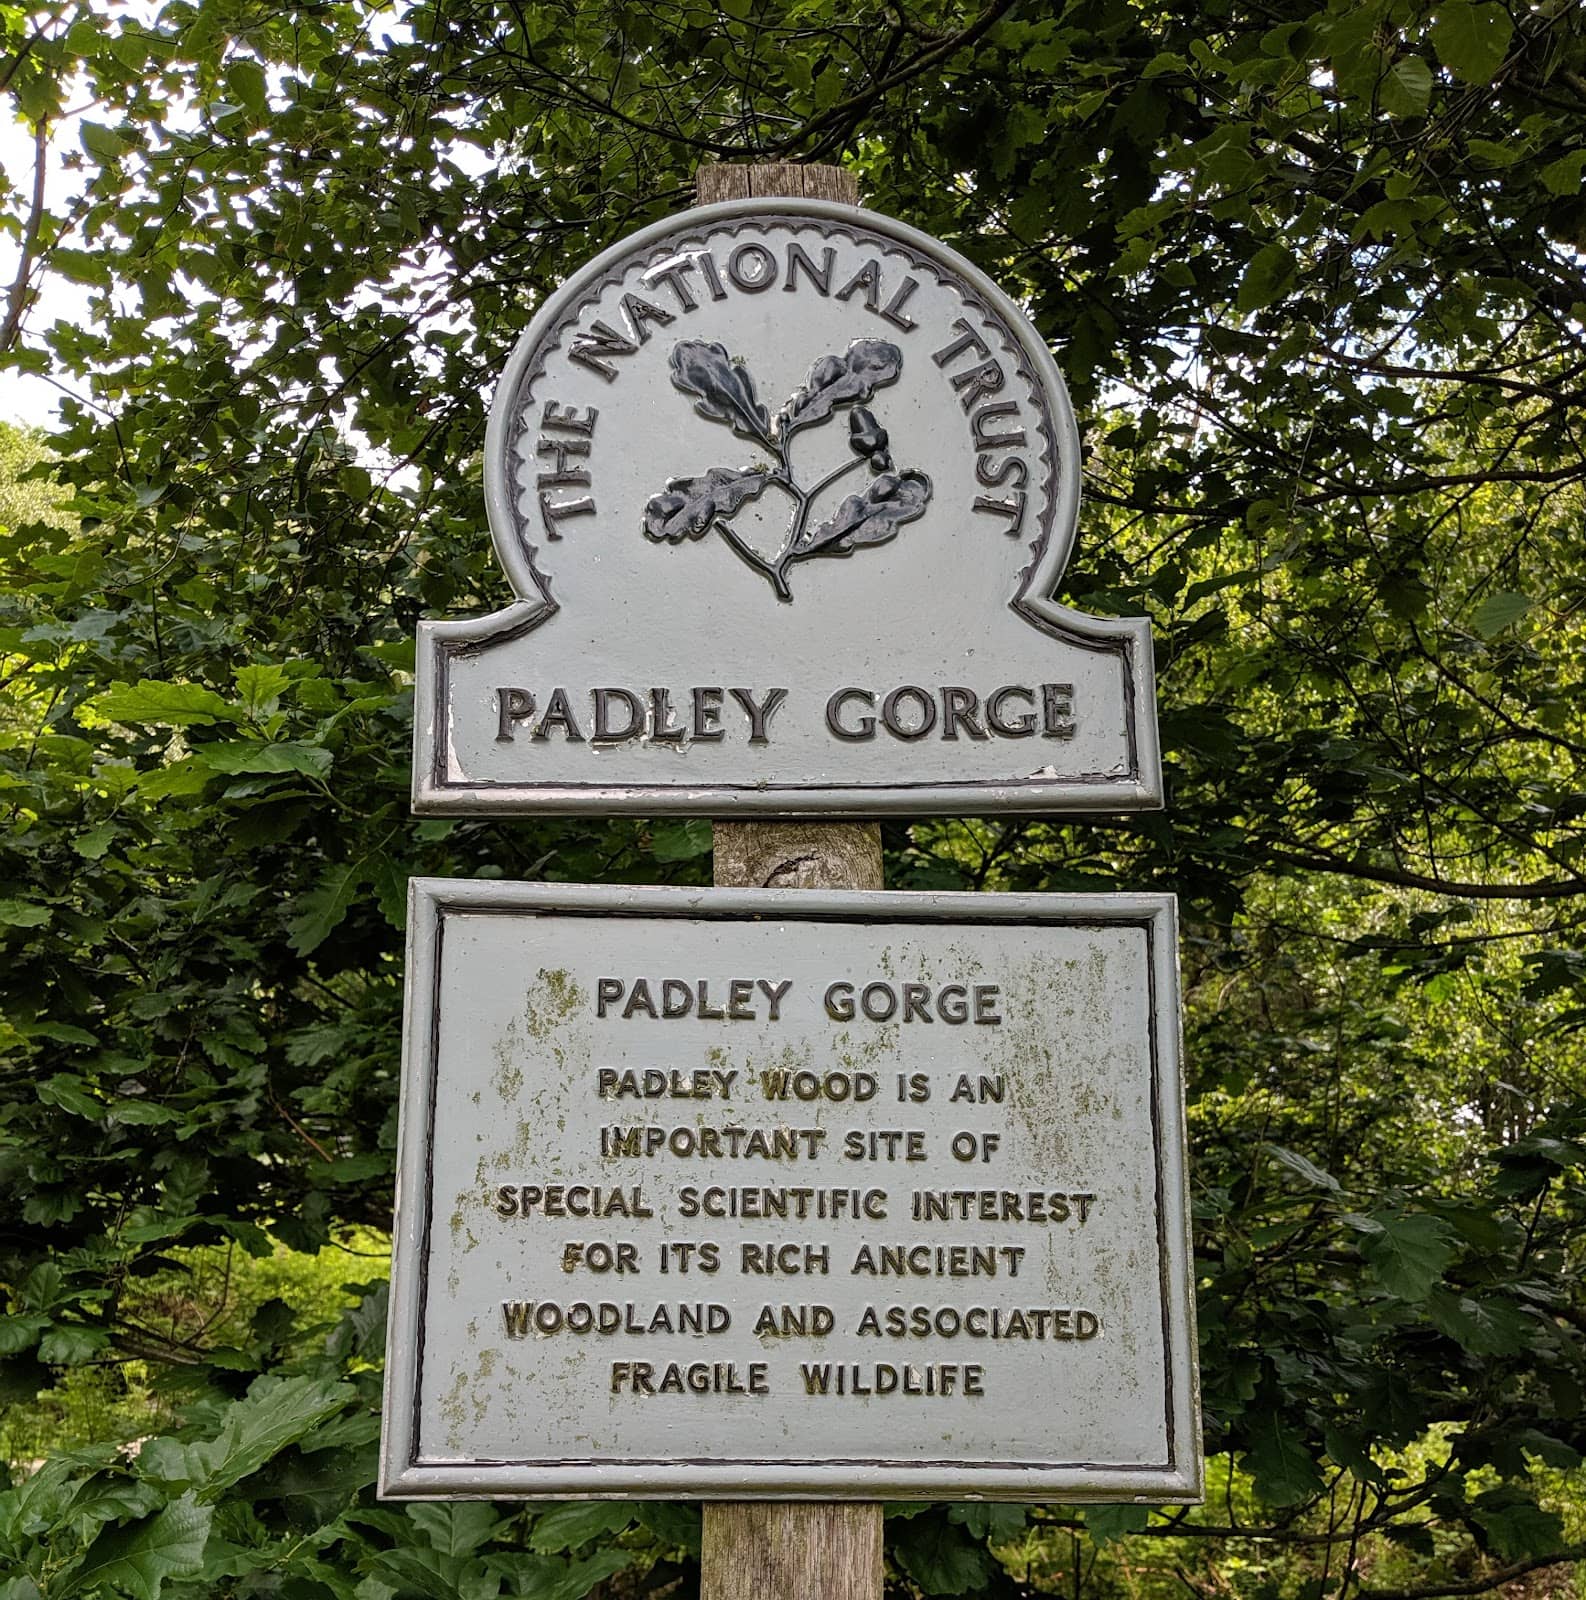 THE NATIONAL TRUST
PADLEY GORGE
PADLEY GORGE
PADLEY WOOD IS AN
IMPORTANT SITE OF
SPECIAL SCIENTIFIC INTEREST
FOR ITS RICH ANCIENT
WOODLAND AND ASSOCIATED
FRAGILE WILDLIFE